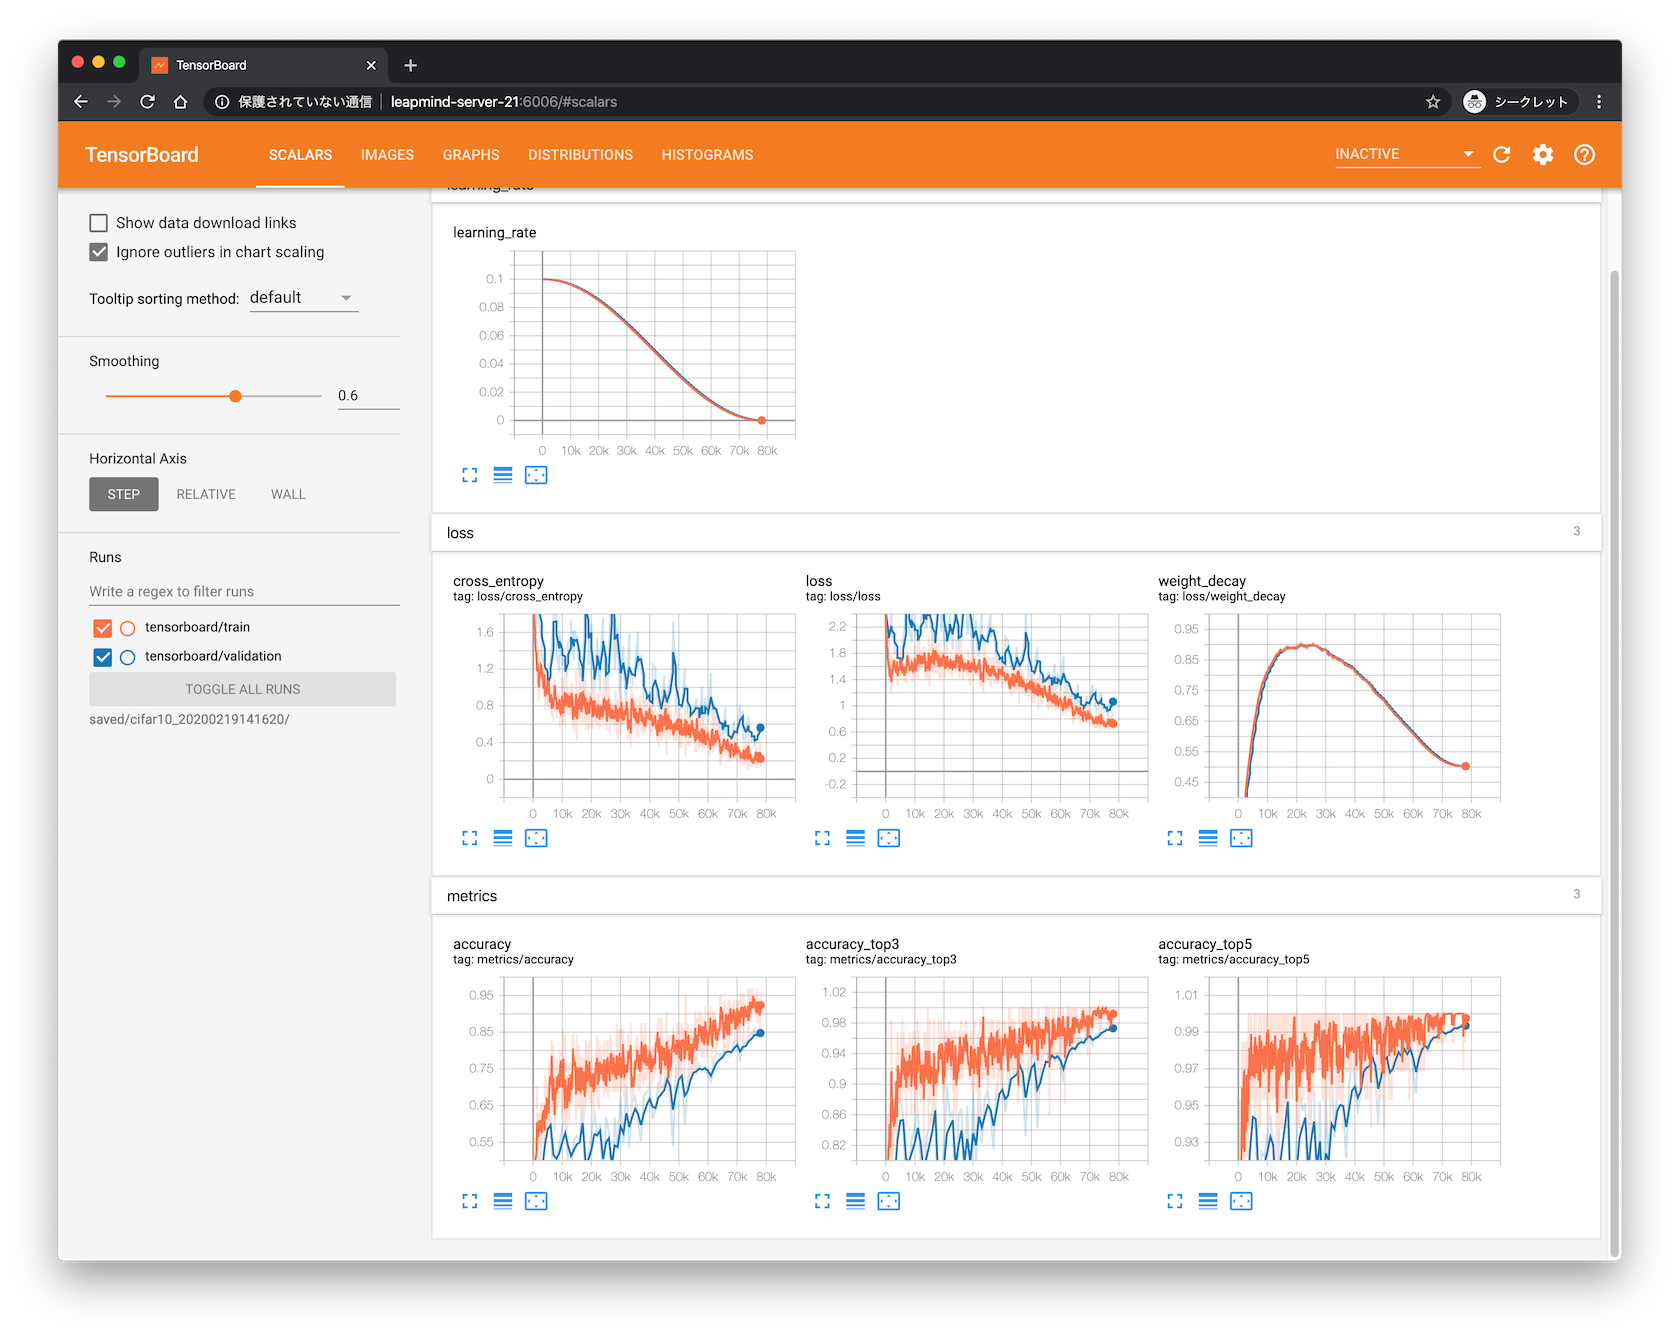 TensorBoard
保護されていない通信 leapmind-server-21:6006/#scalars シークレット
TensorBoard SCALARS IMAGES GRAPHS DISTRIBUTIONS HISTOGRAMS INACTIVE
learning_rate
Show data download links
Ignore outliers in chart scaling
Tooltip sorting method: default
Smoothing
0.6
Horizontal Axis
STEP RELATIVE WALL
Runs
Write a regex to filter runs
tensorboard/train
tensorboard/validation
TOGGLE ALL RUNS
saved/cifar10_20200219141620/
learning_rate
0.1
0.08
0.06
0.04
0.02
0
0 10k 20k 30k 40k 50k 60k 70k 80k
loss 3
cross_entropy
tag: loss/cross_entropy
1.6
1.2
0.8
0.4
0
0 10k 20k 30k 40k 50k 60k 70k 80k
loss
tag: loss/loss
2.2
1.8
1.4
1
0.6
0.2
-0.2
0 10k 20k 30k 40k 50k 60k 70k 80k
weight_decay
tag: loss/weight_decay
0.95
0.85
0.75
0.65
0.55
0.45
0 10k 20k 30k 40k 50k 60k 70k 80k
metrics 3
accuracy
tag: metrics/accuracy
0.95
0.85
0.75
0.65
0.55
0 10k 20k 30k 40k 50k 60k 70k 80k
accuracy_top3
tag: metrics/accuracy_top3
1.02
0.98
0.94
0.9
0.86
0.82
0 10k 20k 30k 40k 50k 60k 70k 80k
accuracy_top5
tag: metrics/accuracy_top5
1.01
0.99
0.97
0.95
0.93
0 10k 20k 30k 40k 50k 60k 70k 80k